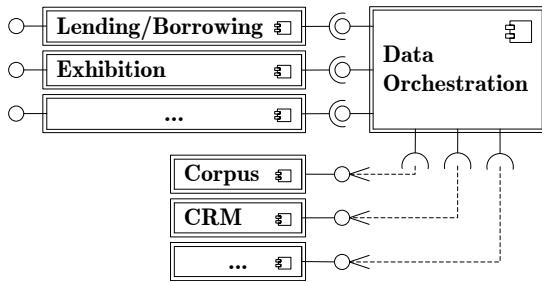 Lending/Borrowing
Exhibition
...
Data
Orchestration
Corpus
CRM
...